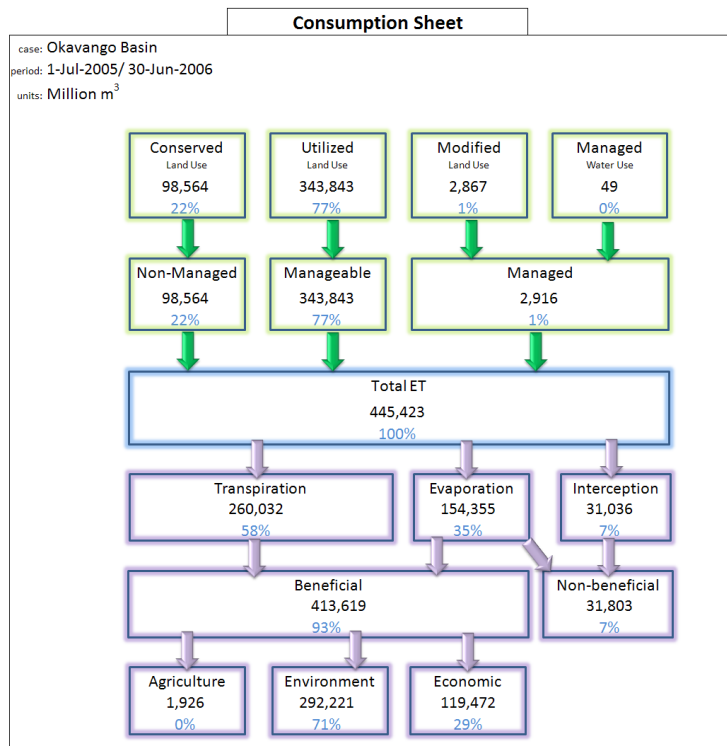 Consumption Sheet
case: Okavango Basin
period: 1-Jul-2005/ 30-Jun-2006
units: Million m³
Conserved
Land Use
98,564
22%
Utilized
Land Use
343,843
77%
Modified
Land Use
2,867
1%
Managed
Water Use
49
0%
Non-Managed
98,564
22%
Manageable
343,843
77%
Managed
2,916
1%
Total ET
445,423
100%
Transpiration
260,032
58%
Evaporation
154,355
35%
Interception
31,036
7%
Beneficial
413,619
93%
Non-beneficial
31,803
7%
Agriculture
1,926
0%
Environment
292,221
71%
Economic
119,472
29%